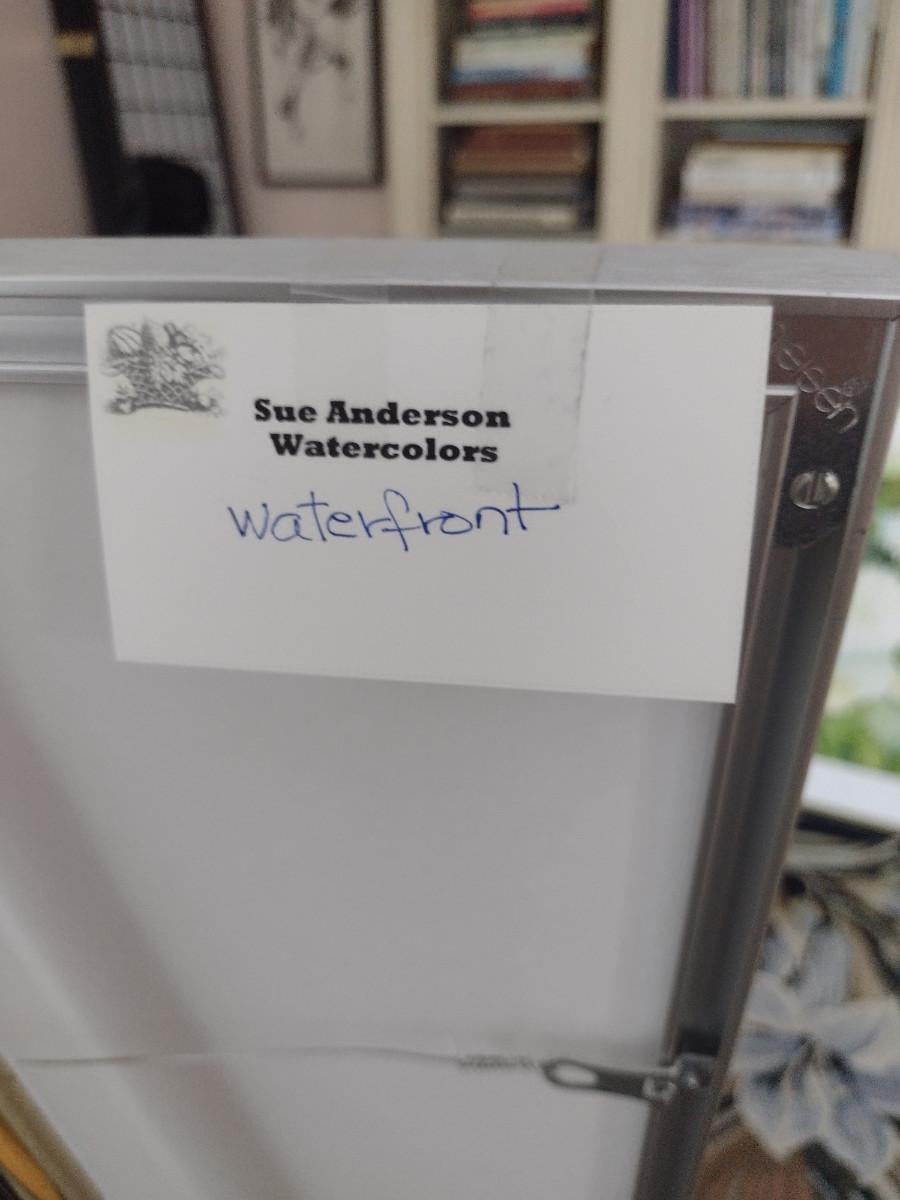 Sue Anderson
Watercolors
waterfront